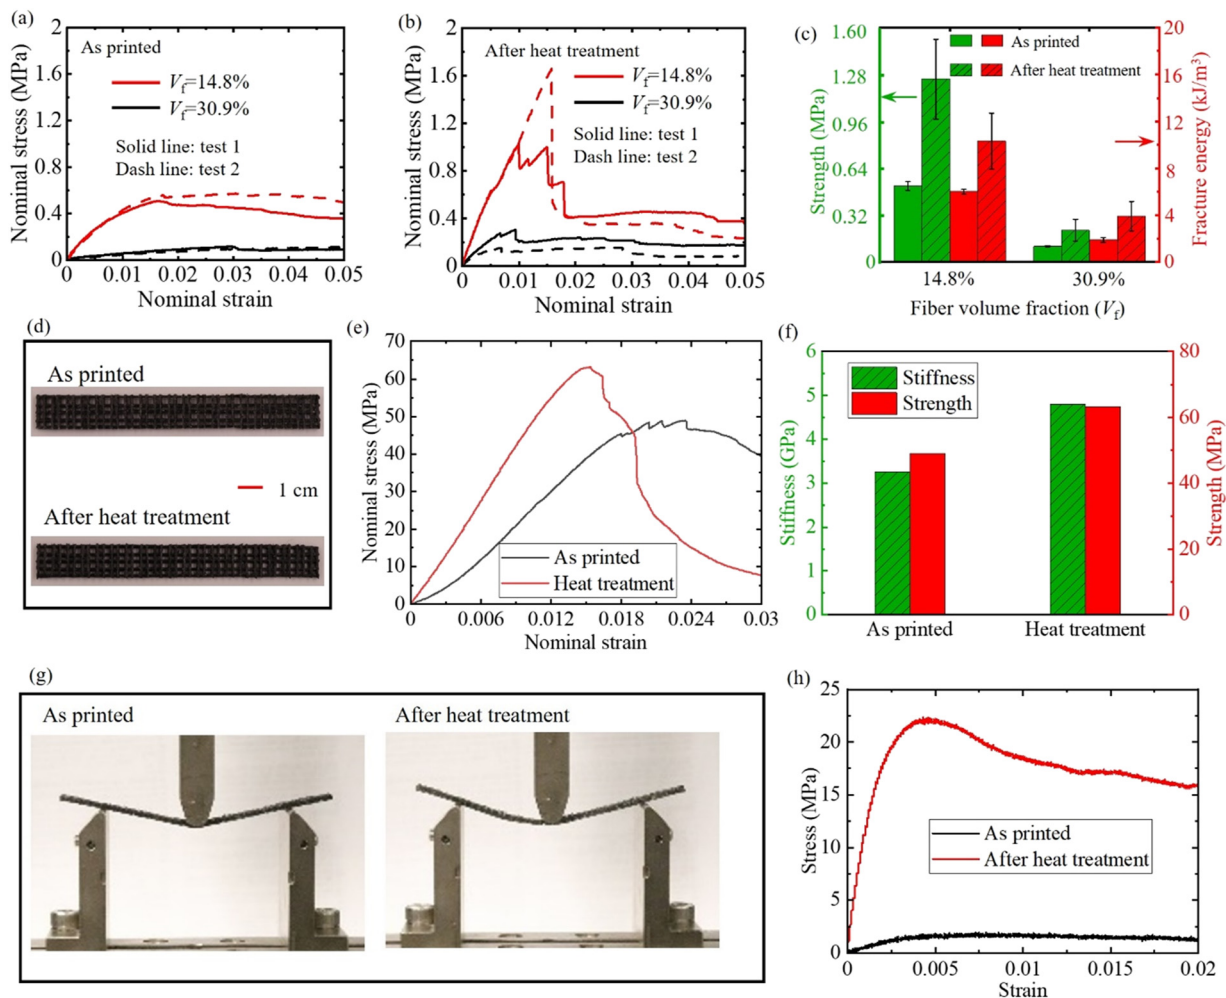 (a)
Nominal stress (MPa)
2
1.6
1.2
0.8
0.4
0
As printed
Vf=14.8%
Vf=30.9%
Solid line: test 1
Dash line: test 2
0 0.01 0.02 0.03 0.04 0.05
Nominal strain
(b)
Nominal stress (MPa)
2
1.6
1.2
0.8
0.4
0
After heat treatment
Vf=14.8%
Vf=30.9%
Solid line: test 1
Dash line: test 2
0 0.01 0.02 0.03 0.04 0.05
Nominal strain
(c)
Strength (MPa)
1.60
1.28
0.96
0.64
0.32
0
As printed
After heat treatment
20
16
12
8
4
0
Fracture energy (kJ/m³)
14.8% 30.9%
Fiber volume fraction (Vf)
(d)
As printed
1 cm
After heat treatment
(e)
Nominal stress (MPa)
70
60
50
40
30
20
10
0
As printed
Heat treatment
0 0.006 0.012 0.018 0.024 0.03
Nominal strain
(f)
Stiffness (GPa)
6
5
4
3
2
1
0
Stiffness
Strength
80
60
40
20
0
Strength (MPa)
As printed Heat treatment
(g)
As printed
After heat treatment
(h)
Stress (MPa)
25
20
15
10
5
0
As printed
After heat treatment
0 0.005 0.01 0.015 0.02
Strain